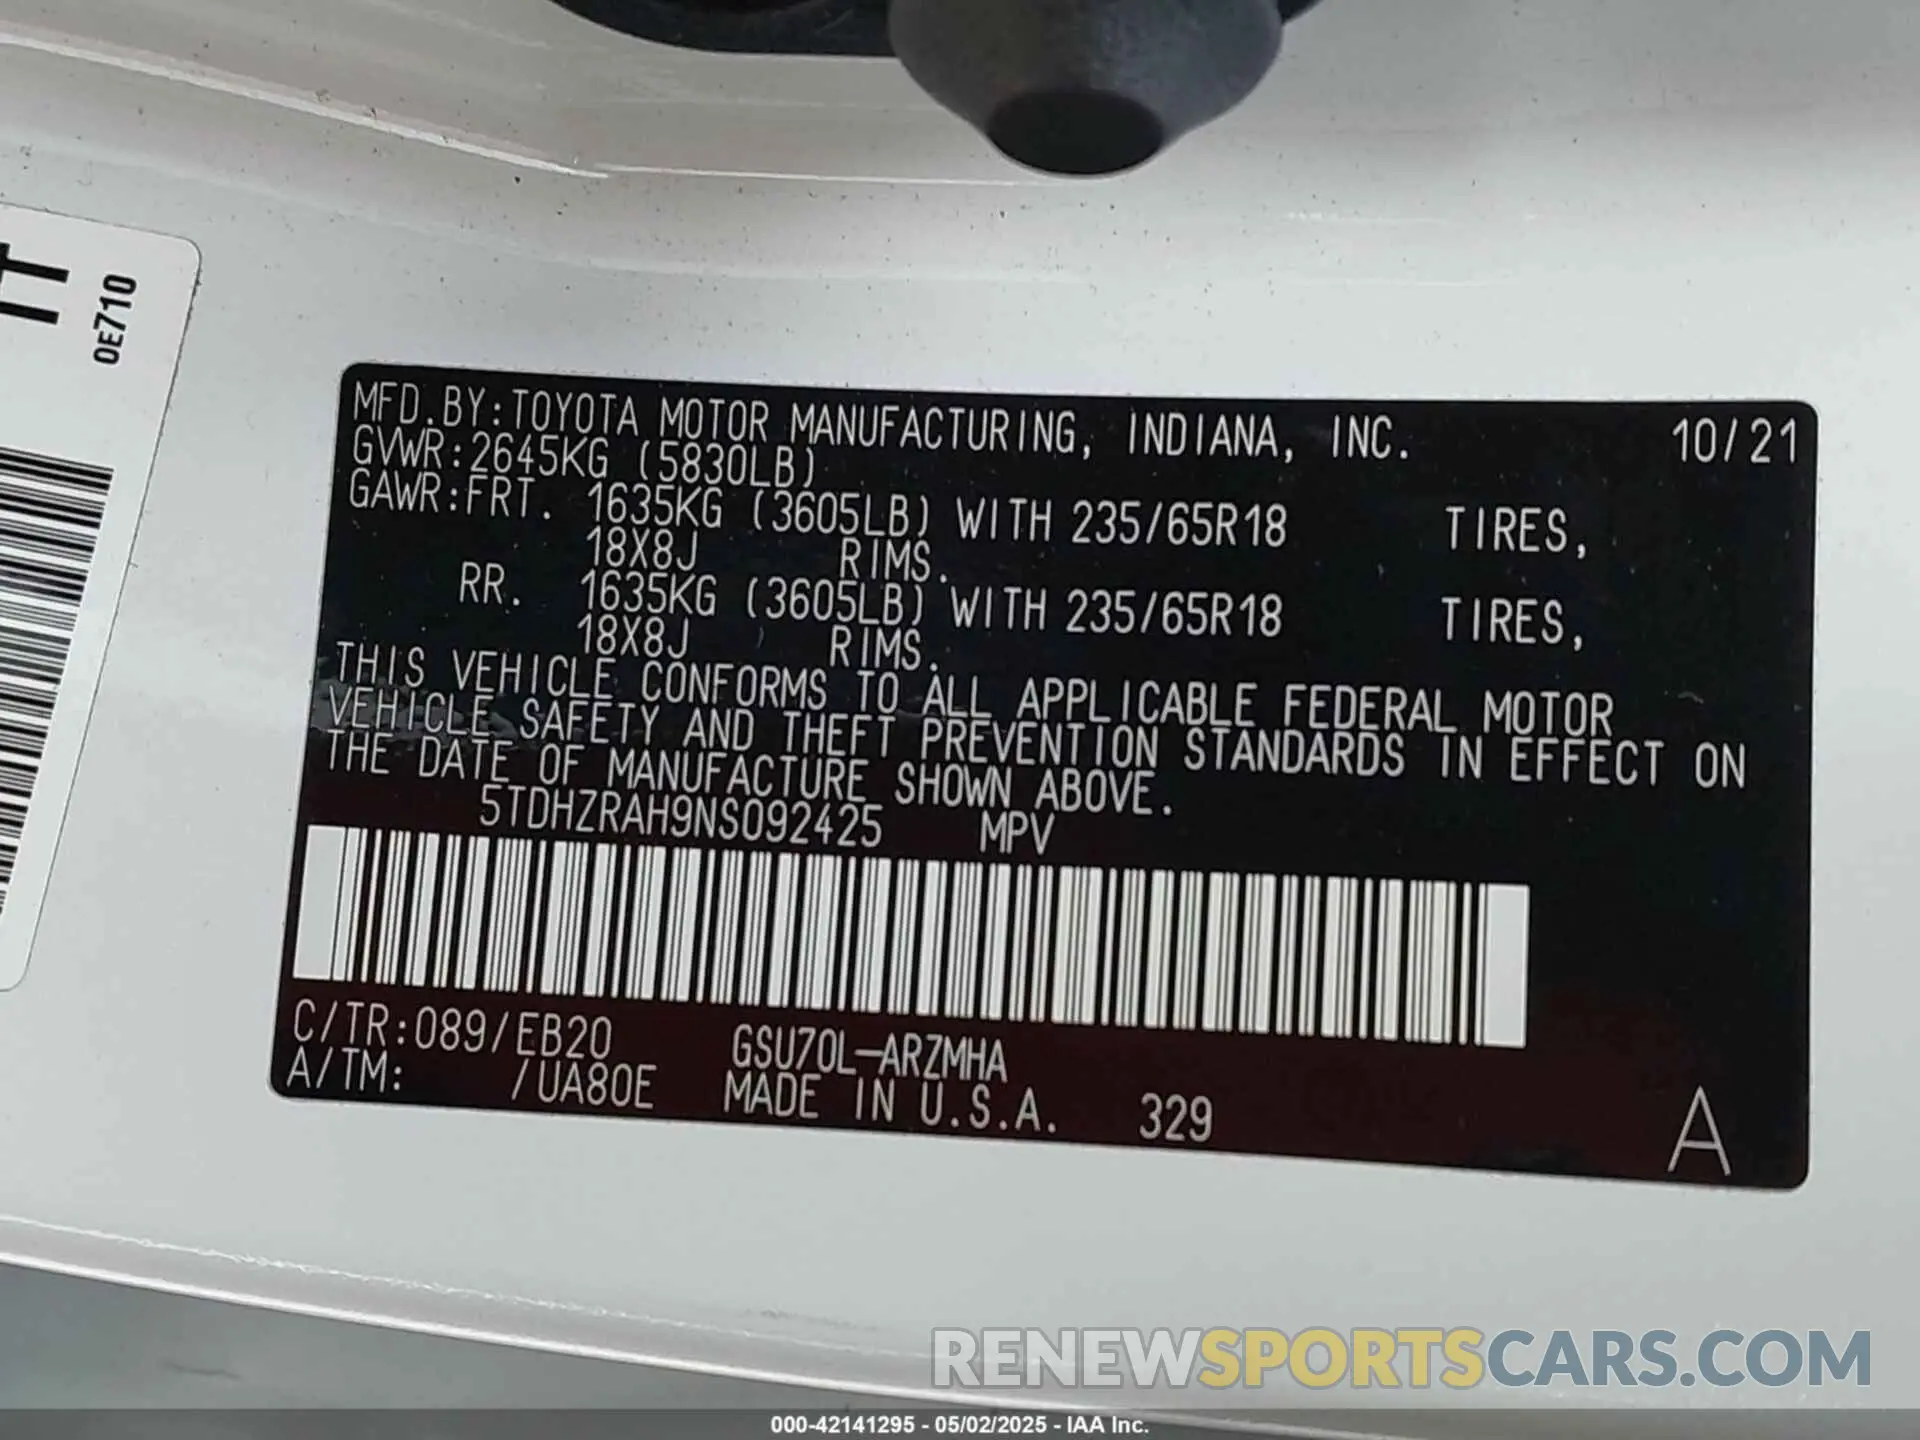 TT
0E710
MFD.BY:TOYOTA MOTOR MANUFACTURING, INDIANA, INC. 10/21
GVWR:2645KG (5830LB)
GAWR:FRT. 1635KG (3605LB) WITH 235/65R18 TIRES,
18X8J RIMS.
RR. 1635KG (3605LB) WITH 235/65R18 TIRES,
18X8J RIMS.
THIS VEHICLE CONFORMS TO ALL APPLICABLE FEDERAL MOTOR
VEHICLE SAFETY AND THEFT PREVENTION STANDARDS IN EFFECT ON
THE DATE OF MANUFACTURE SHOWN ABOVE.
5TDHZRAH9NS092425 MPV
C/TR:089/EB20 GSU70L-ARZMHA
A/TM: /UA80E MADE IN U.S.A. 329 A
RENEWSPORTSCARS.COM
000-42141295 - 05/02/2025 - IAA Inc.